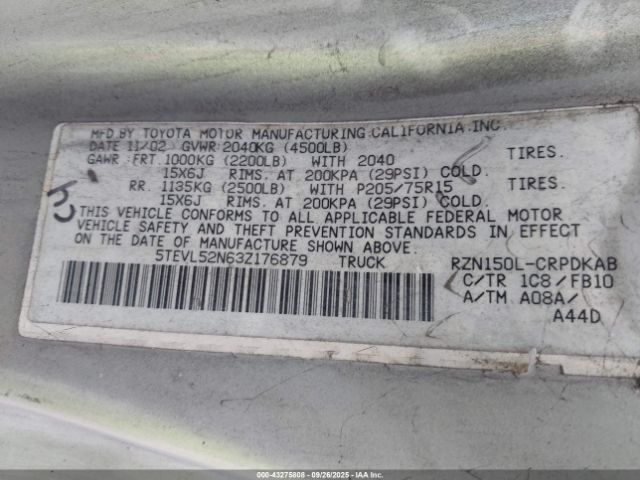 MFD.BY TOYOTA MOTOR MANUFACTURING,CALIFORNIA,INC.
DATE 11/02 GVWR 2040KG (4500LB)
GAWR FRT. 1000KG (2200LB) WITH 2040 TIRES.
15X6J RIMS. AT 200KPA (29PSI) COLD.
RR. 1135KG (2500LB) WITH P205/75R15 TIRES.
15X6J RIMS. AT 200KPA (29PSI) COLD.
THIS VEHICLE CONFORMS TO ALL APPLICABLE FEDERAL MOTOR
VEHICLE SAFETY AND THEFT PREVENTION STANDARDS IN EFFECT
ON THE DATE OF MANUFACTURE SHOWN ABOVE.
5TEVL52N63Z176879 TRUCK RZN150L-CRPDKAB
C/TR 1C8/FB10
A/TM A08A/
A44D
000-43275808 09/26/2025 IAAI.COM